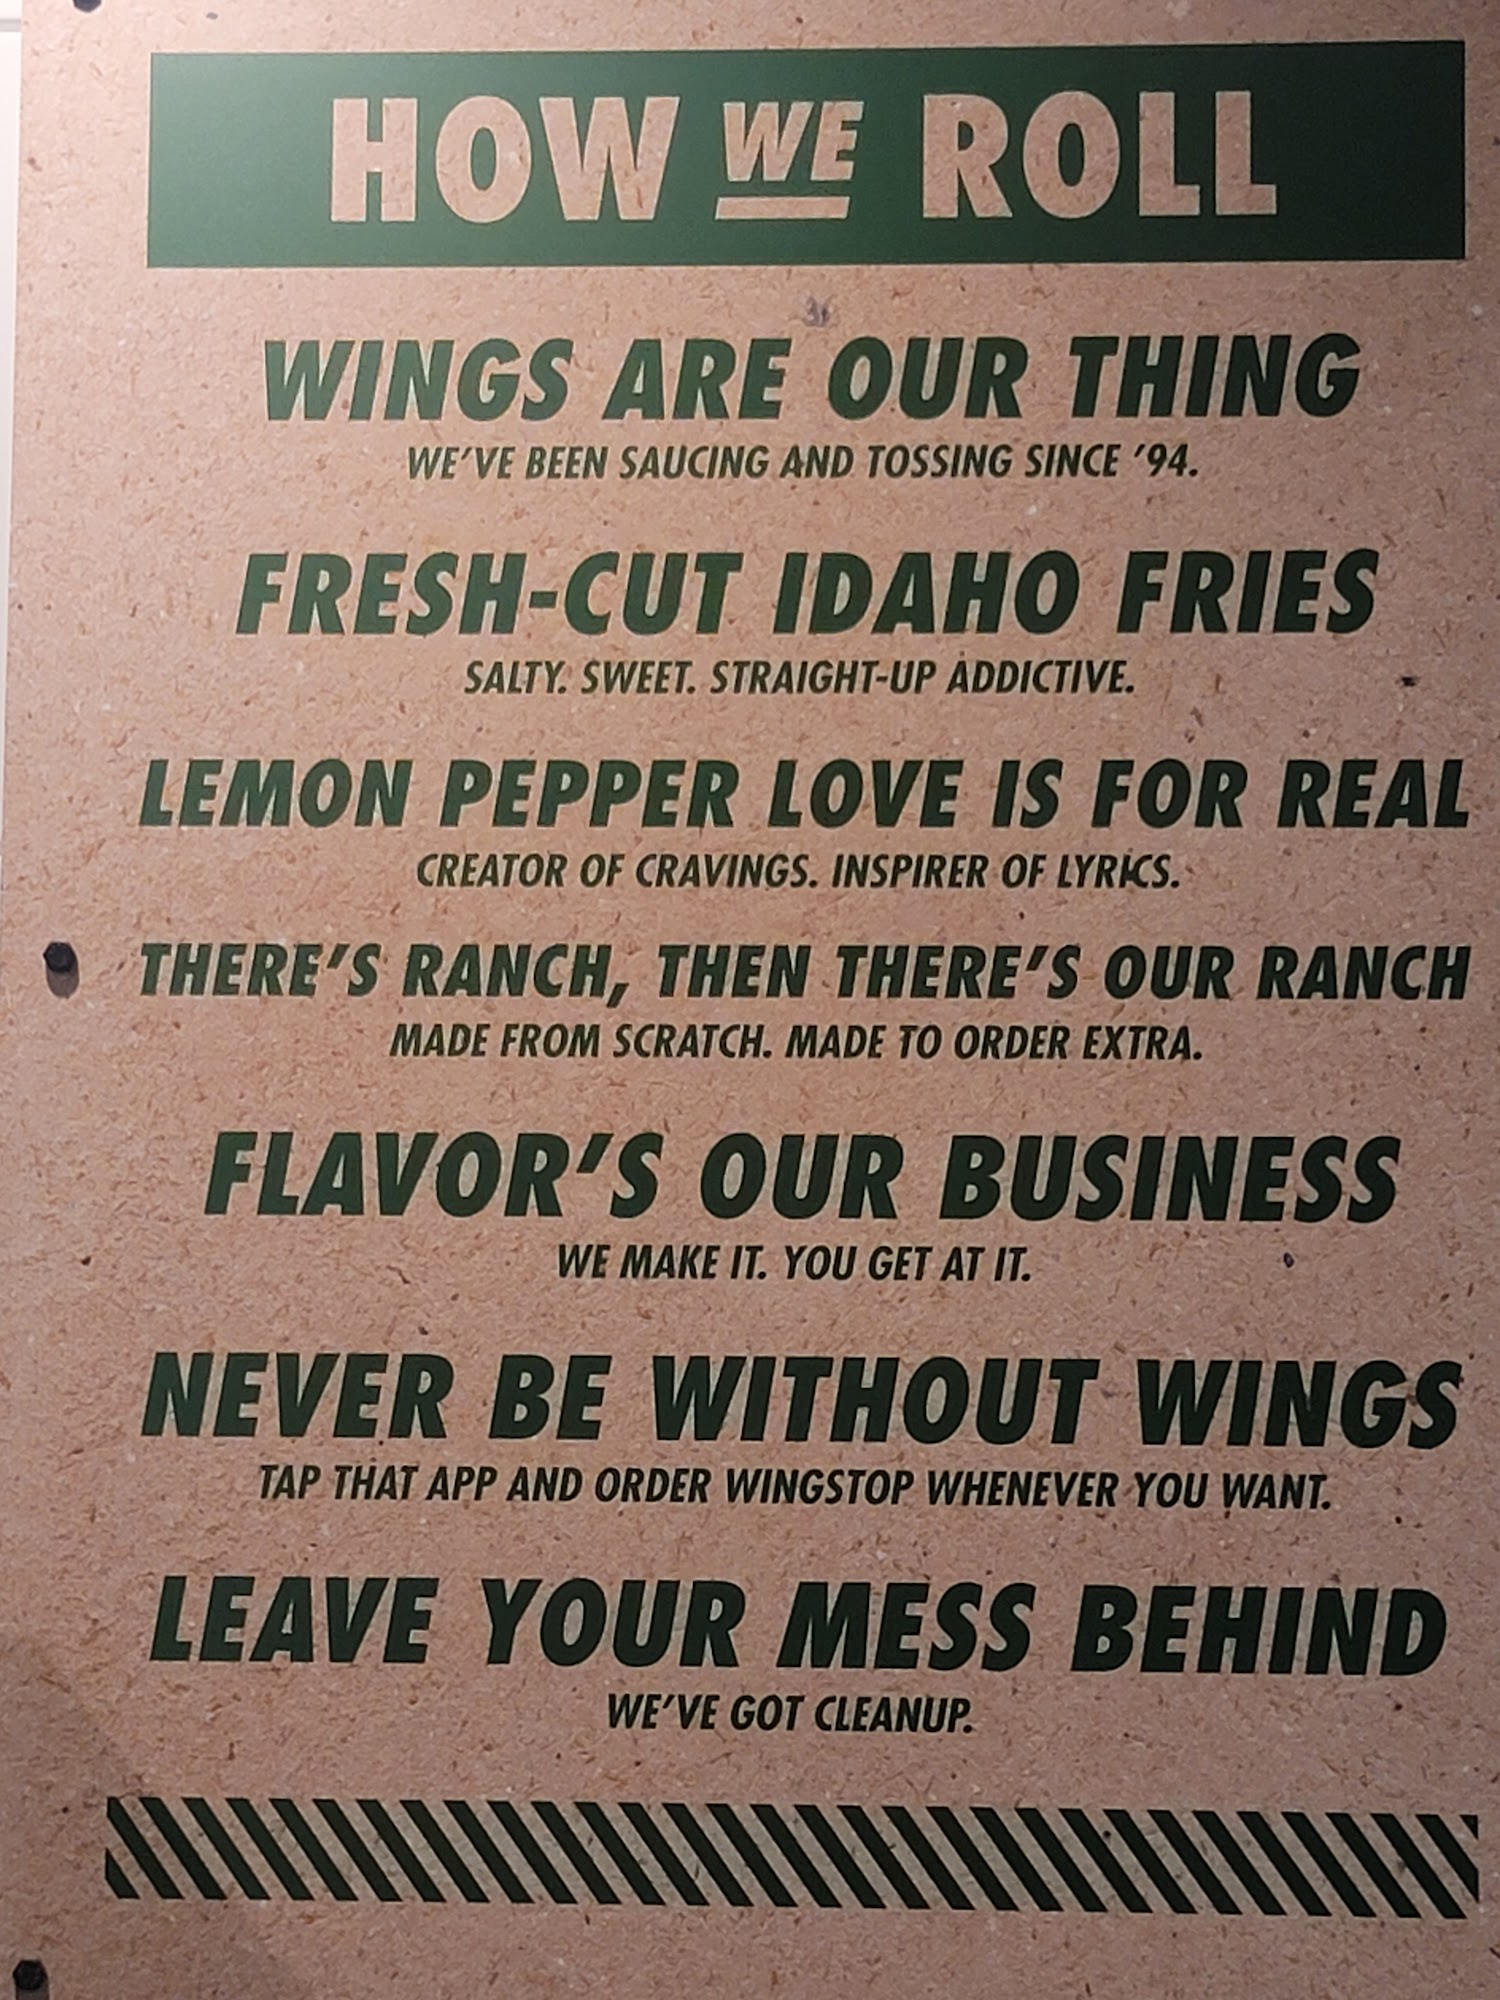 HOW WE ROLL
WINGS ARE OUR THING
WE'VE BEEN SAUCING AND TOSSING SINCE '94.
FRESH-CUT IDAHO FRIES
SALTY. SWEET. STRAIGHT-UP ADDICTIVE.
LEMON PEPPER LOVE IS FOR REAL
CREATOR OF CRAVINGS. INSPIRER OF LYRICS.
THERE'S RANCH, THEN THERE'S OUR RANCH
MADE FROM SCRATCH. MADE TO ORDER EXTRA.
FLAVOR'S OUR BUSINESS
WE MAKE IT. YOU GET AT IT.
NEVER BE WITHOUT WINGS
TAP THAT APP AND ORDER WINGSTOP WHENEVER YOU WANT.
LEAVE YOUR MESS BEHIND
WE'VE GOT CLEANUP.